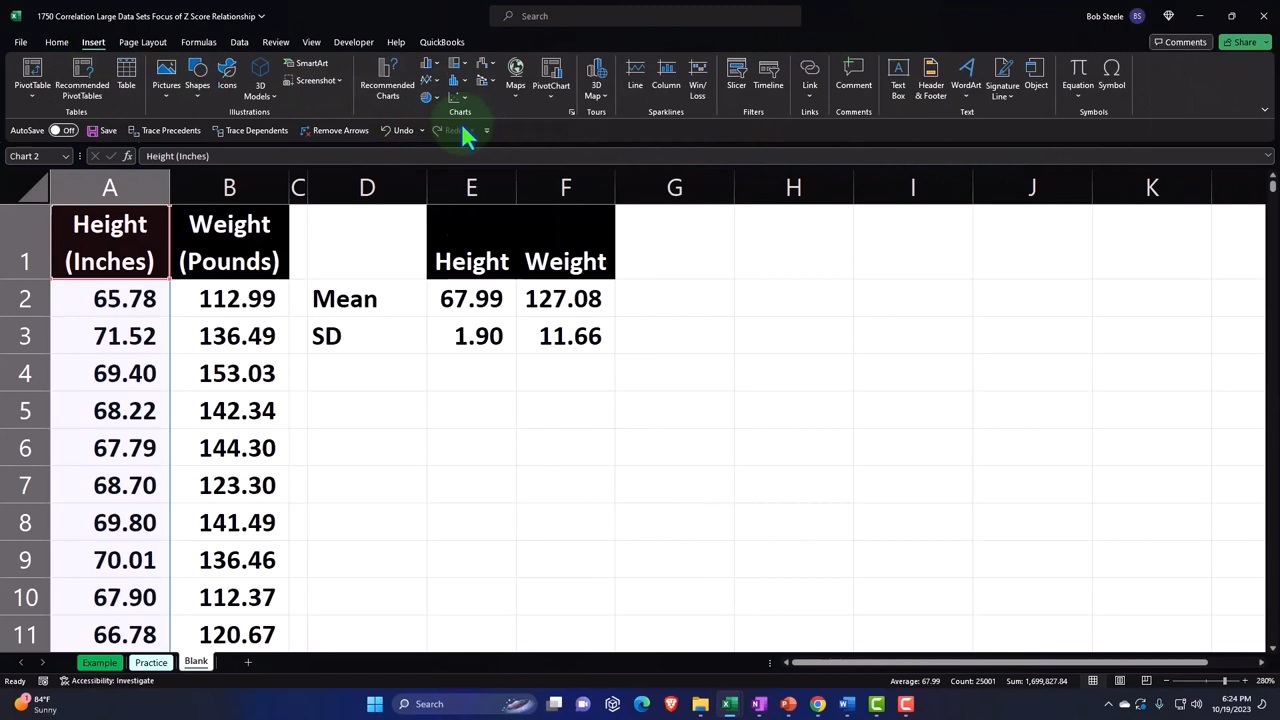 1750 Correlation Large Data Sets Focus of Z Score Relationship
Search
Bob Steele
BS
File
Home
Insert
Page Layout
Formulas
Data
Review
View
Developer
Help
QuickBooks
Comments
Share
PivotTable
Recommended PivotTables
Table
Tables
Pictures
Shapes
Icons
3D Models
SmartArt
Screenshot
Illustrations
Recommended Charts
Charts
Maps
PivotChart
3D Map
Tours
Line
Column
Win/Loss
Sparklines
Slicer
Timeline
Filters
Link
Links
Comment
Comments
Text Box
Header & Footer
WordArt
Signature Line
Object
Text
Equation
Symbol
Symbols
AutoSave
Off
Save
Trace Precedents
Trace Dependents
Remove Arrows
Undo
Redo
Chart 2
fx
Height (Inches)
A B C D E F G H I J K
1 Height (Inches) Weight (Pounds) Height Weight
2 65.78 112.99 Mean 67.99 127.08
3 71.52 136.49 SD 1.90 11.66
4 69.40 153.03
5 68.22 142.34
6 67.79 144.30
7 68.70 123.30
8 69.80 141.49
9 70.01 136.46
10 67.90 112.37
11 66.78 120.67
Example
Practice
Blank
Ready
Accessibility: Investigate
Average: 67.99
Count: 25001
Sum: 1,699,827.84
280%
84°F
Sunny
Search
6:24 PM
10/19/2023